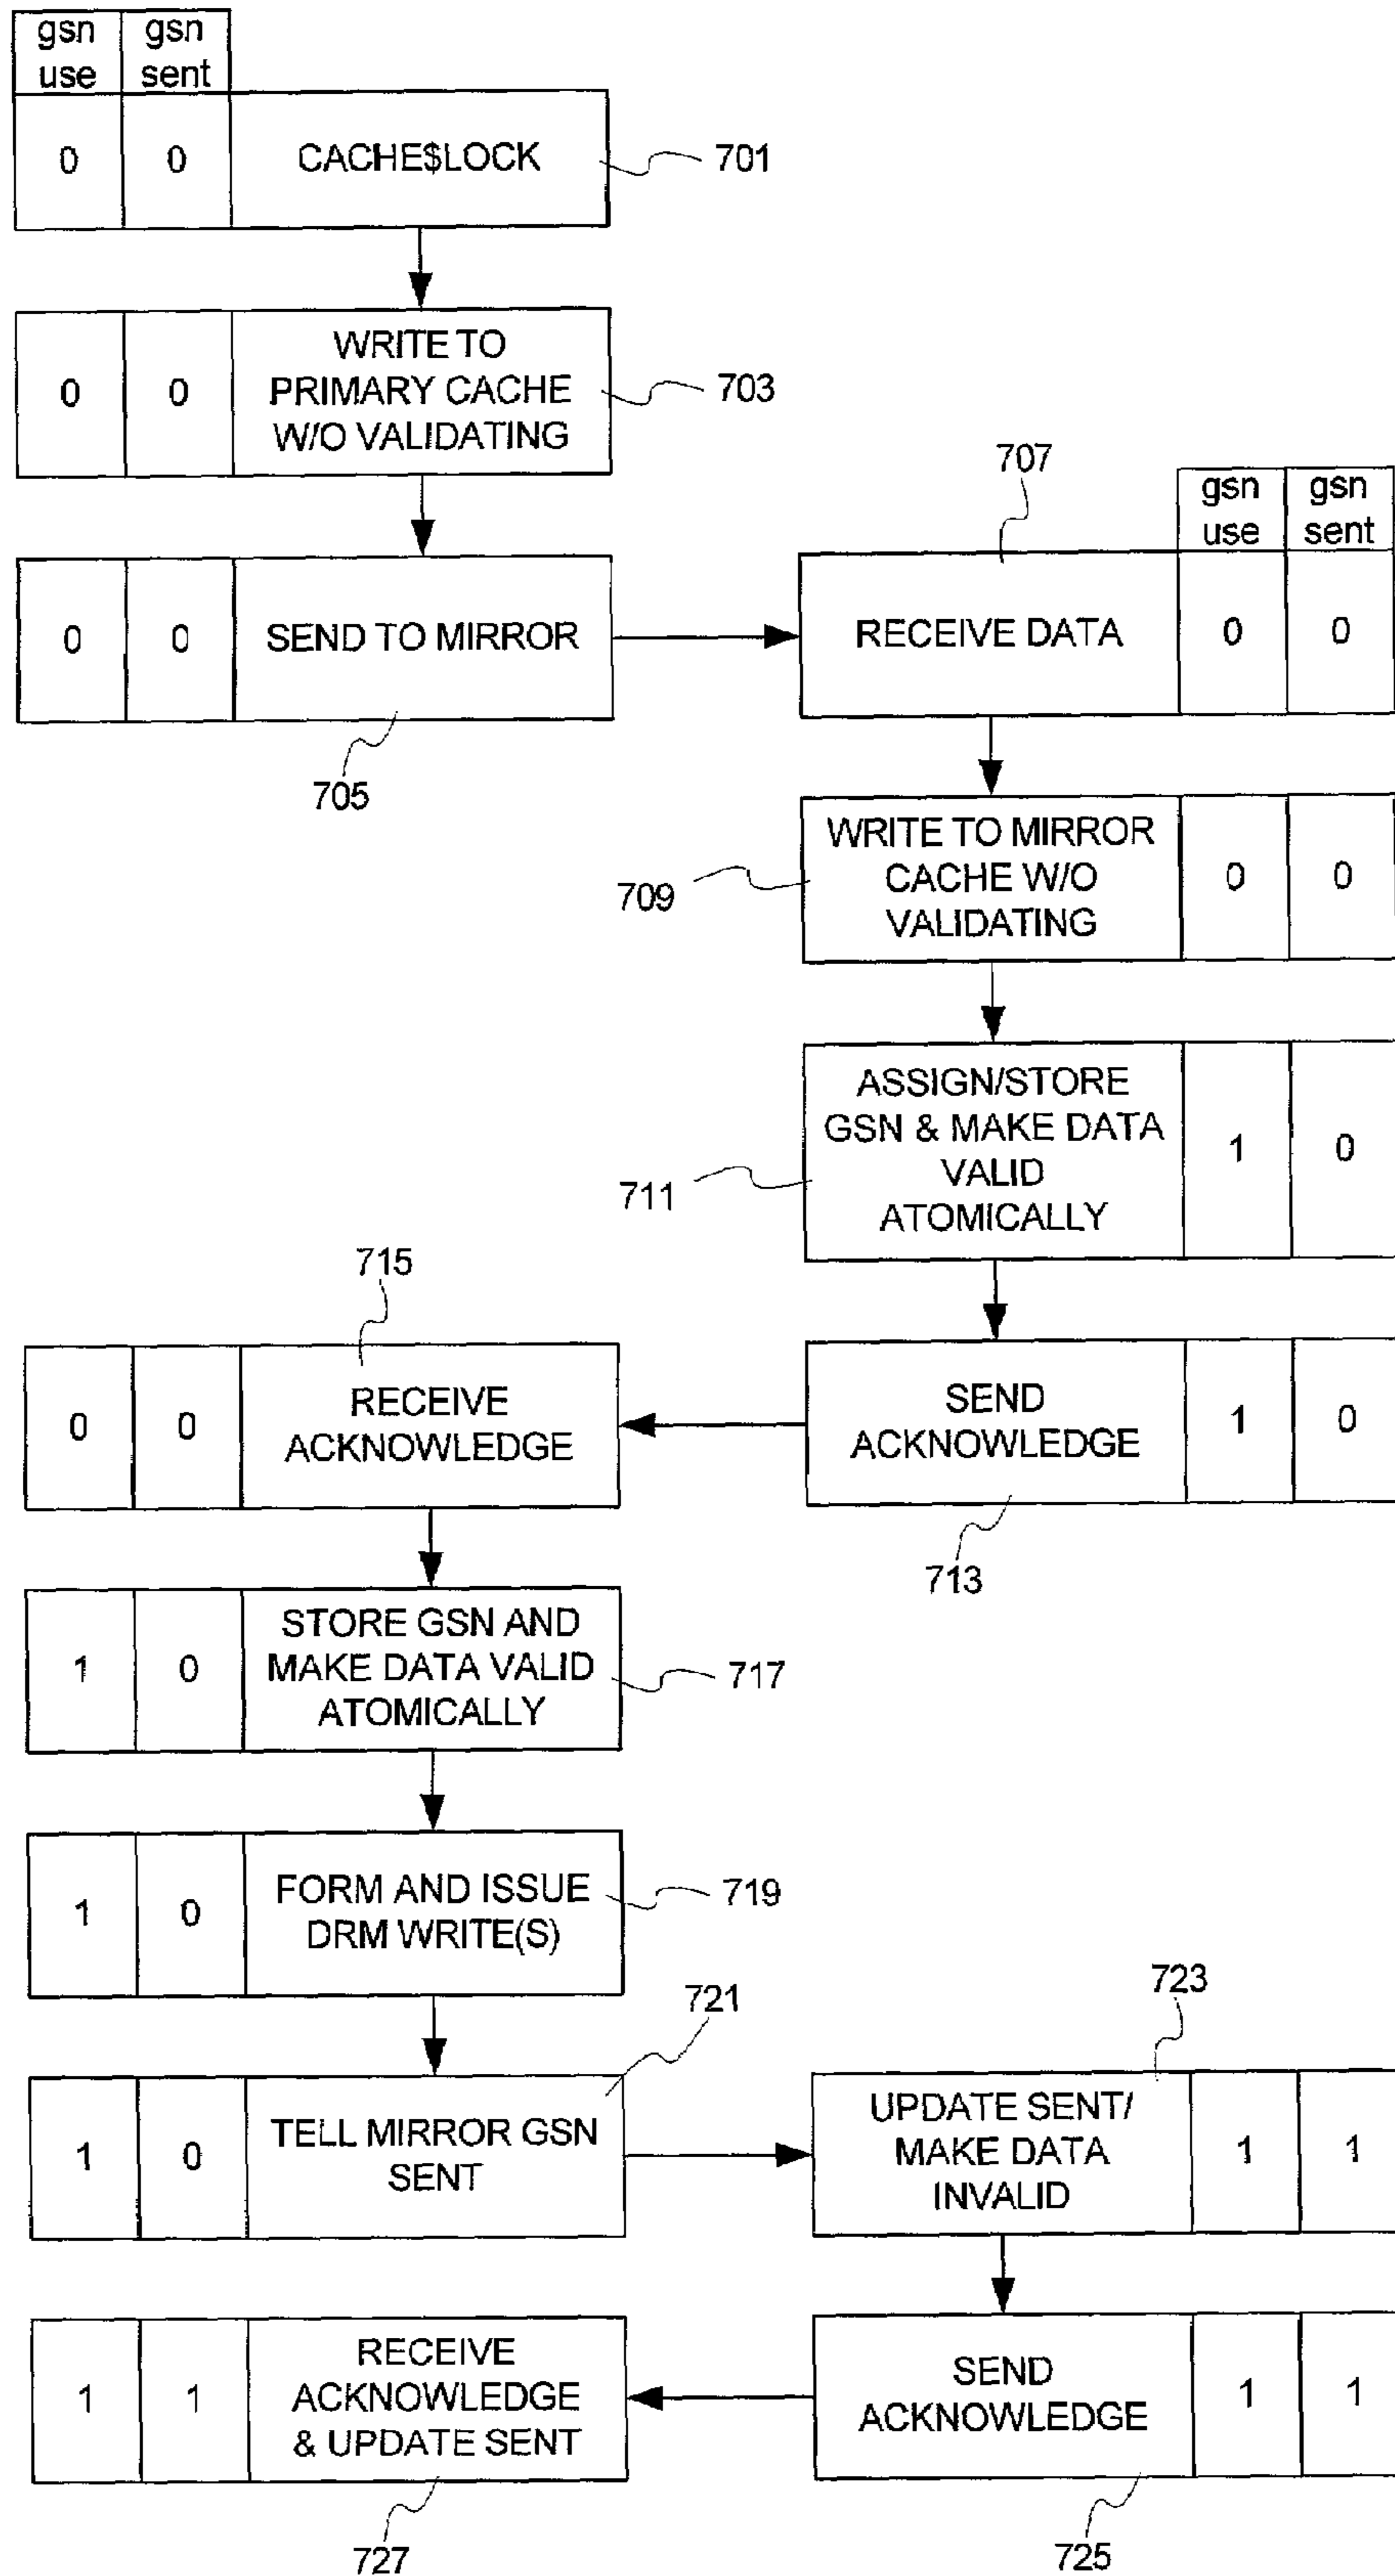 gsn use
gsn sent
0
0
CACHE$LOCK
701
0
0
WRITE TO
PRIMARY CACHE
W/O VALIDATING
703
0
0
SEND TO MIRROR
705
707
gsn use
gsn sent
RECEIVE DATA
0
0
709
WRITE TO MIRROR
CACHE W/O
VALIDATING
0
0
711
ASSIGN/STORE
GSN & MAKE DATA
VALID
ATOMICALLY
1
0
SEND
ACKNOWLEDGE
1
0
713
715
0
0
RECEIVE
ACKNOWLEDGE
1
0
STORE GSN AND
MAKE DATA VALID
ATOMICALLY
717
1
0
FORM AND ISSUE
DRM WRITE(S)
719
721
1
0
TELL MIRROR GSN
SENT
723
UPDATE SENT/
MAKE DATA
INVALID
1
1
SEND
ACKNOWLEDGE
1
1
725
1
1
RECEIVE
ACKNOWLEDGE
& UPDATE SENT
727